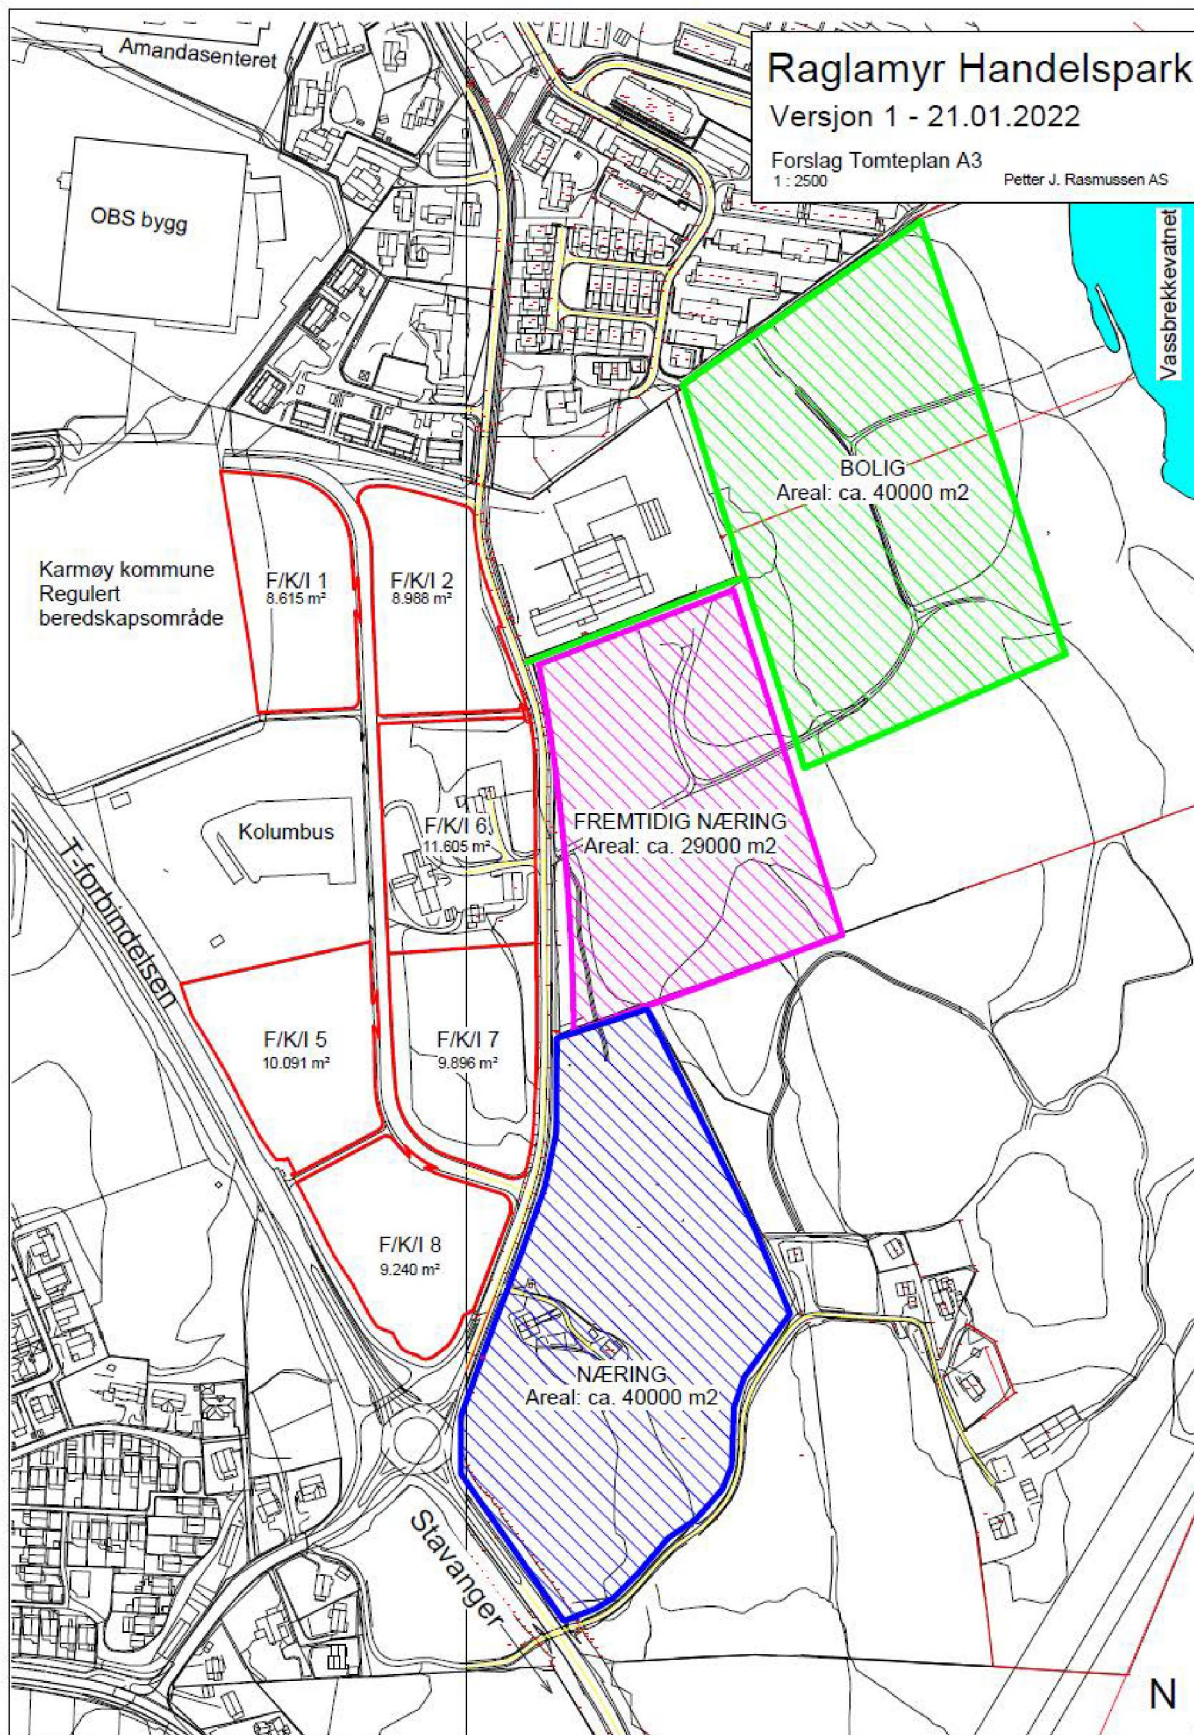 Amandasenteret
Raglamyr Handelspark
Versjon 1 - 21.01.2022
Forslag Tomteplan A3
1 : 2500
Petter J. Rasmussen AS
OBS bygg
Vassbrekkevatnet
BOLIG
Areal: ca. 40000 m2
Karmøy kommune
Regulert
beredskapsområde
F/K/I 1
8.615 m²
F/K/I 2
8.988 m²
Kolumbus
F/K/I 6
11.605 m²
FREMTIDIG NÆRING
Areal: ca. 29000 m2
T-forbindelsen
F/K/I 5
10.091 m²
F/K/I 7
9.896 m²
F/K/I 8
9.240 m²
NÆRING
Areal: ca. 40000 m2
Stavanger
N